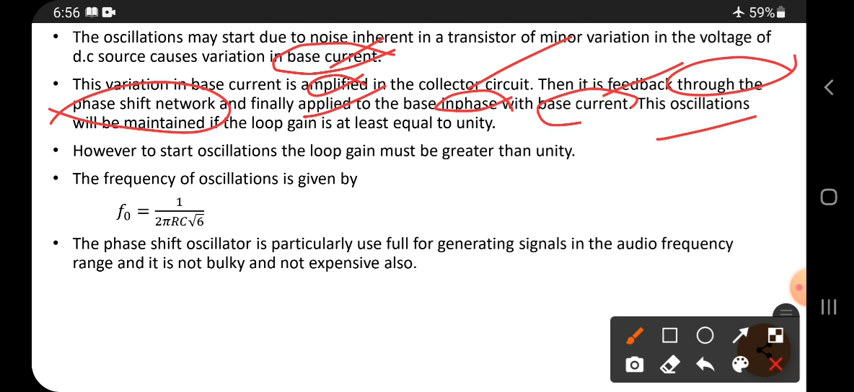 6:56
59%
• The oscillations may start due to noise inherent in a transistor of minor variation in the voltage of
d.c source causes variation in base current.
• This variation in base current is amplified in the collector circuit. Then it is feedback through the
phase shift network and finally applied to the base inphase with base current. This oscillations
will be maintained if the loop gain is at least equal to unity.
• However to start oscillations the loop gain must be greater than unity.
• The frequency of oscillations is given by
f₀ = 1 / 2πRC√6
• The phase shift oscillator is particularly use full for generating signals in the audio frequency
range and it is not bulky and not expensive also.